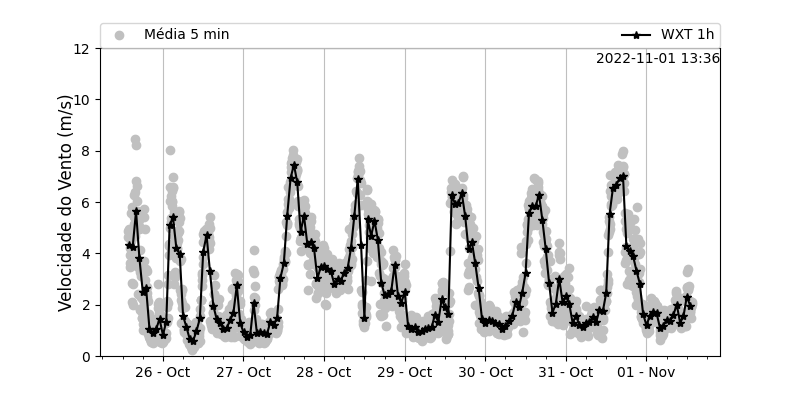 Média 5 min
WXT 1h
2022-11-01 13:36
Velocidade do Vento (m/s)
12
10
8
6
4
2
0
26 - Oct
27 - Oct
28 - Oct
29 - Oct
30 - Oct
31 - Oct
01 - Nov